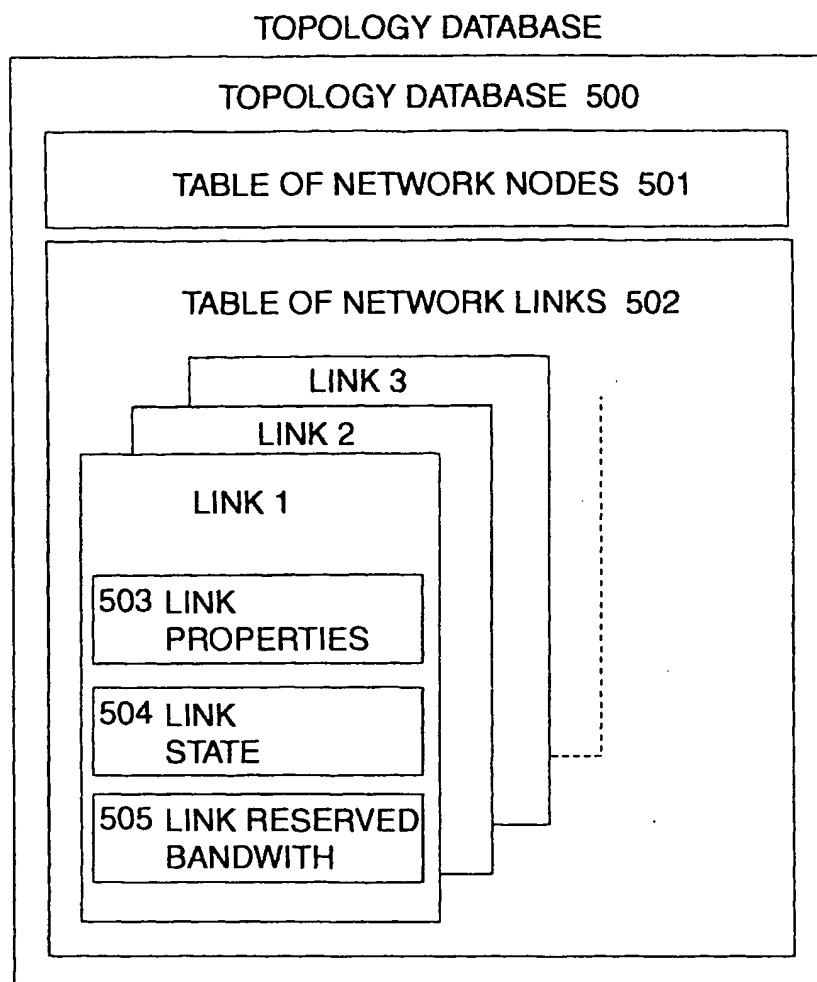 TOPOLOGY DATABASE
TOPOLOGY DATABASE 500
TABLE OF NETWORK NODES 501
TABLE OF NETWORK LINKS 502
LINK 3
LINK 2
LINK 1
503 LINK
PROPERTIES
504 LINK
STATE
505 LINK RESERVED
BANDWITH